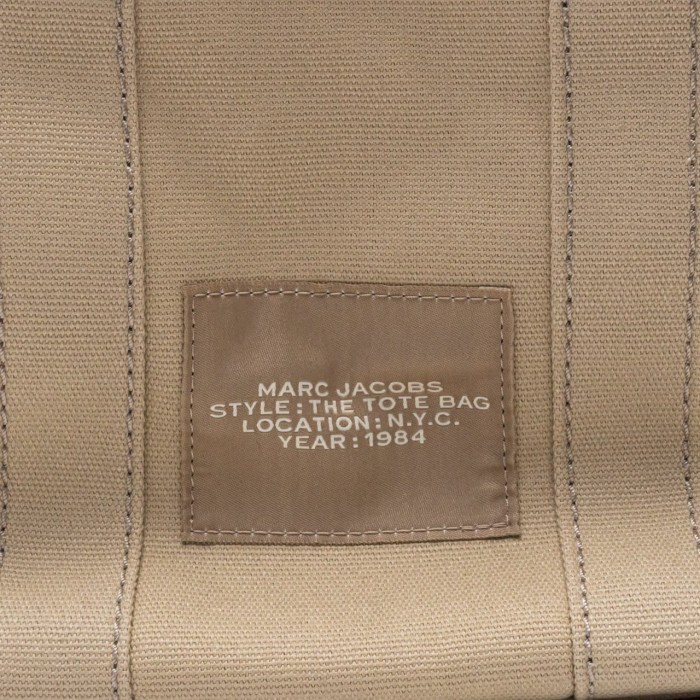 MARC JACOBS
STYLE:THE TOTE BAG
LOCATION:N.Y.C.
YEAR:1984